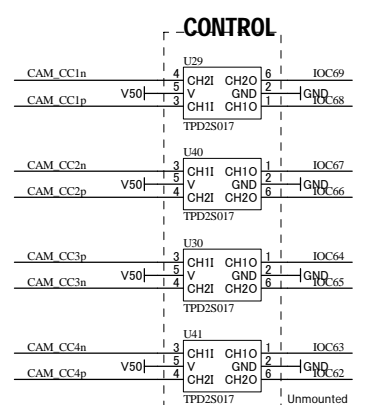 CONTROL
U29
CAM_CC1n 4 CH2I CH2O 6 IOC69
V50 5 V GND 2 GND
CAM_CC1p 3 CH1I CH1O 1 IOC68
TPD2S017
U40
CAM_CC2n 3 CH1I CH1O 1 IOC67
V50 5 V GND 2 GND
CAM_CC2p 4 CH2I CH2O 6 IOC66
TPD2S017
U30
CAM_CC3p 3 CH1I CH1O 1 IOC64
V50 5 V GND 2 GND
CAM_CC3n 4 CH2I CH2O 6 IOC65
TPD2S017
U41
CAM_CC4n 3 CH1I CH1O 1 IOC63
V50 5 V GND 2 GND
CAM_CC4p 4 CH2I CH2O 6 IOC62
TPD2S017 Unmounted